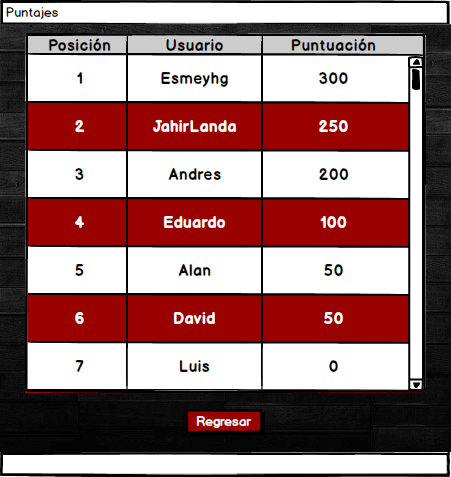 Puntajes
Posición Usuario Puntuación
1 Esmeyhg 300
2 JahirLanda 250
3 Andres 200
4 Eduardo 100
5 Alan 50
6 David 50
7 Luis 0
Regresar